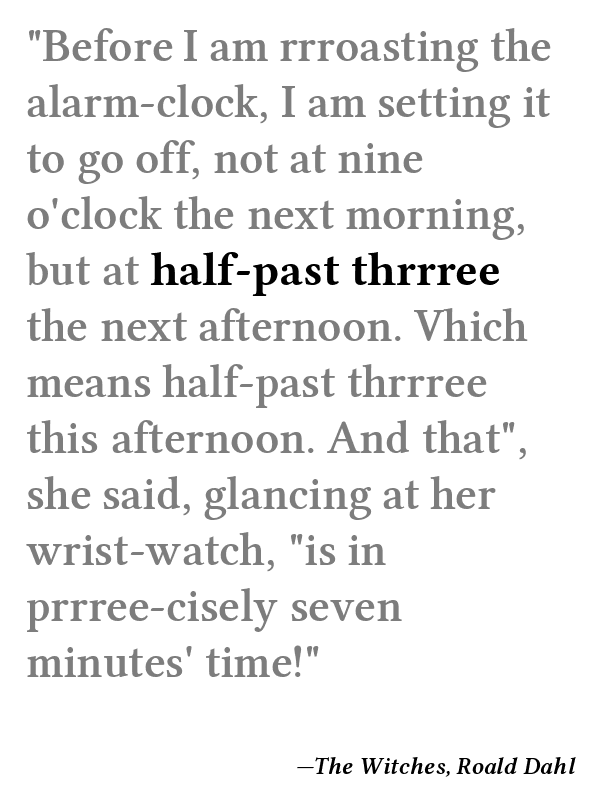 "Before I am rrroasting the
alarm-clock, I am setting it
to go off, not at nine
o'clock the next morning,
but at half-past thrrree
the next afternoon. Vhich
means half-past thrrree
this afternoon. And that",
she said, glancing at her
wrist-watch, "is in
prrree-cisely seven
minutes' time!"
—The Witches, Roald Dahl